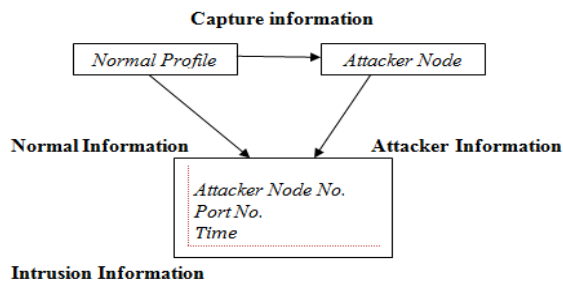 Capture information
Normal Profile
Attacker Node
Normal Information
Attacker Information
Attacker Node No.
Port No.
Time
Intrusion Information